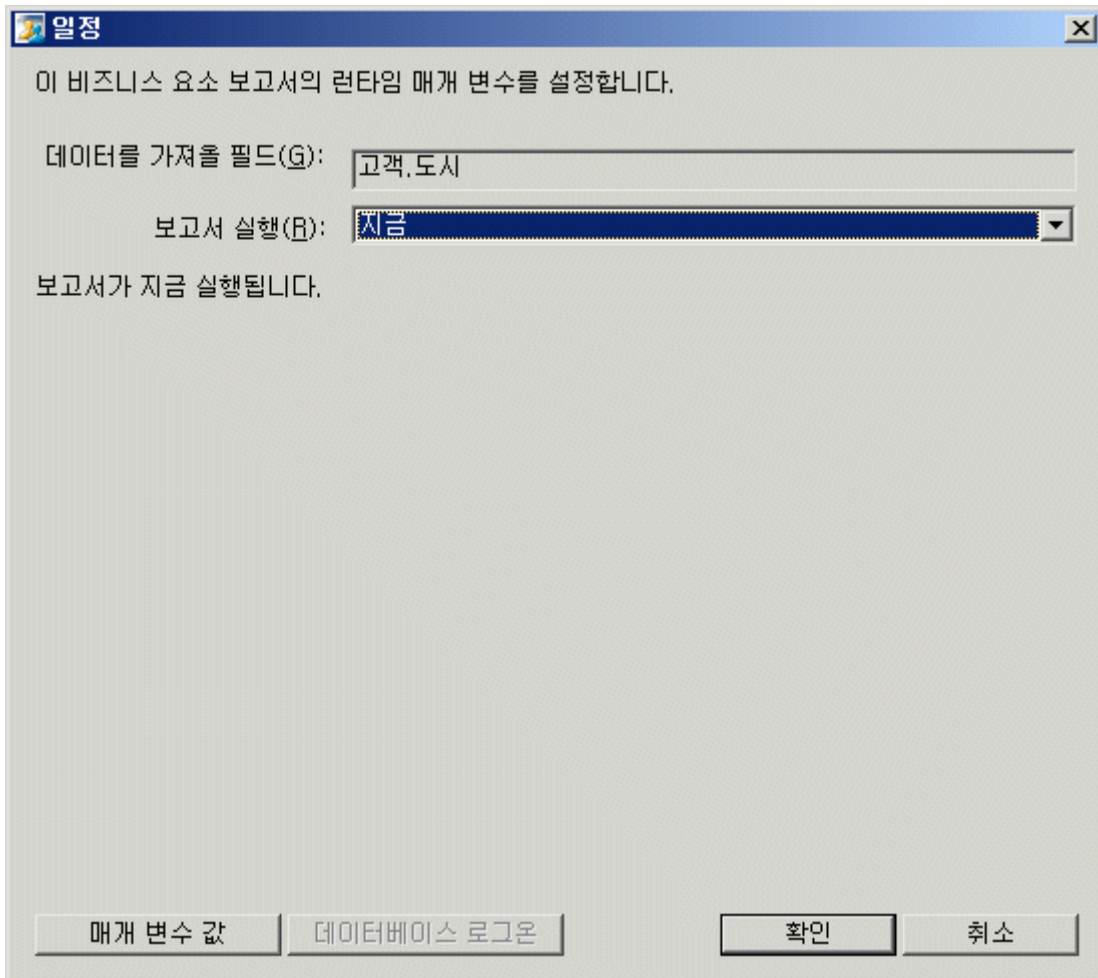 일정
이 비즈니스 요소 보고서의 런타임 매개 변수를 설정합니다.
데이터를 가져올 필드(G): 고객.도시
보고서 실행(R): 지금
보고서가 지금 실행됩니다.
매개 변수 값 데이터베이스 로그온 확인 취소